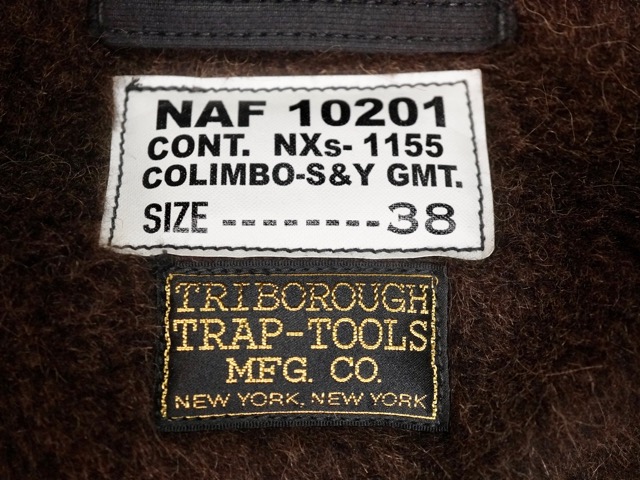 NAF 10201
CONT. NXs- 1155
COLIMBO-S&Y GMT.
SIZE --------38
TRIBOROUGH
TRAP-TOOLS
MFG. CO.
NEW YORK, NEW YORK